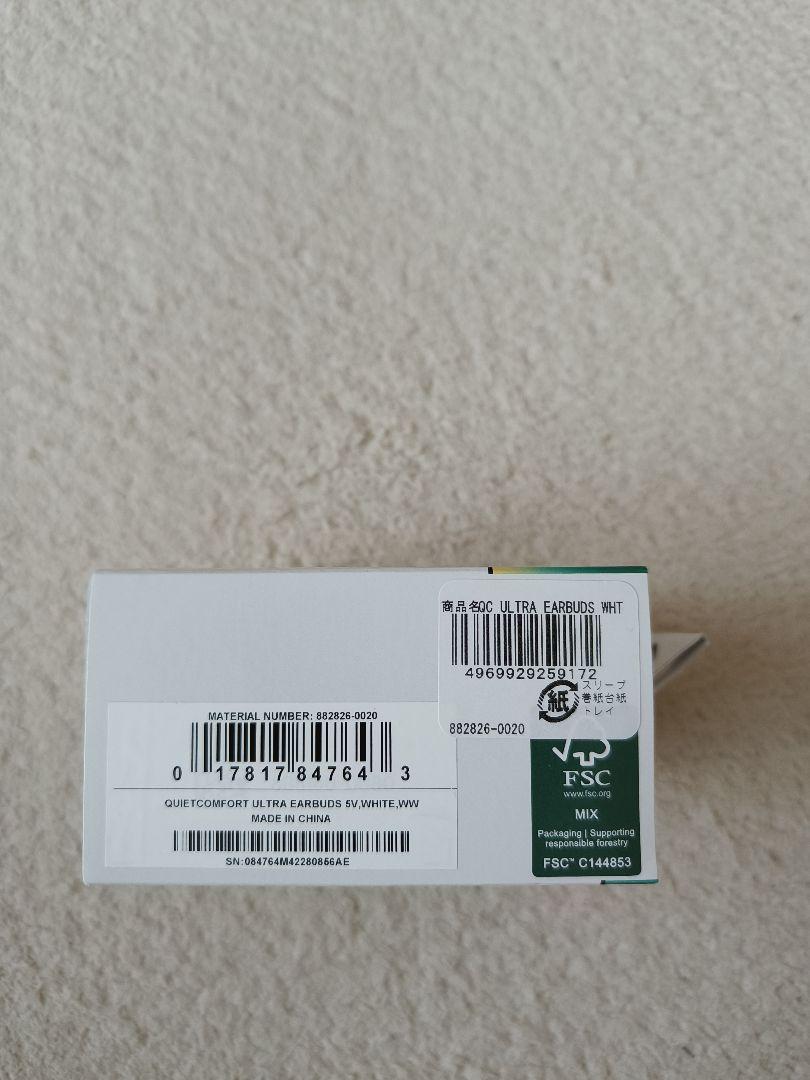 商品名QC ULTRA EARBUDS WHT
4969929259172
紙
スリーブ
巻紙台紙
トレイ
882826-0020
MATERIAL NUMBER: 882826-0020
0 17817 84764 3
QUIETCOMFORT ULTRA EARBUDS 5V,WHITE,WW
MADE IN CHINA
SN:084764M42280856AE
FSC
www.fsc.org
MIX
Packaging | Supporting
responsible forestry
FSC™ C144853